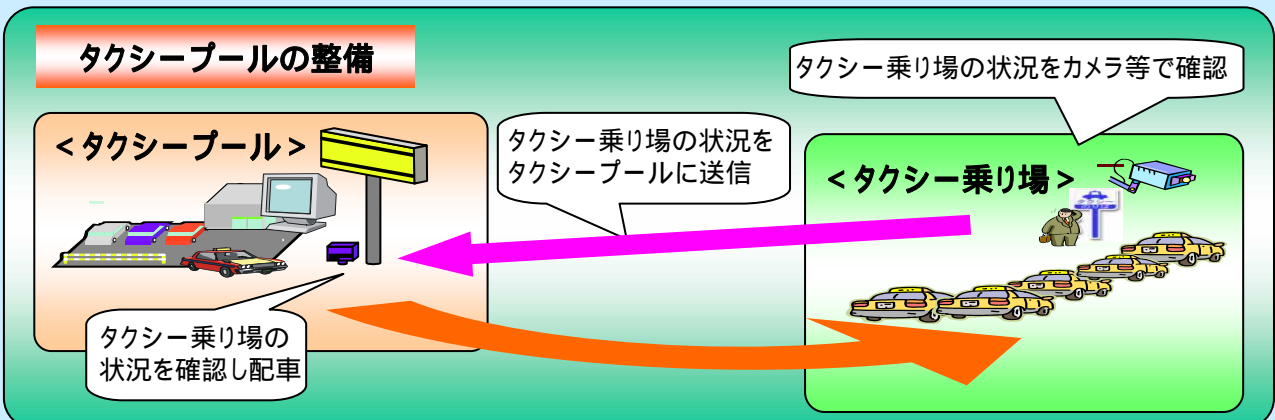 タクシープールの整備
タクシー乗り場の状況をカメラ等で確認
<タクシープール>
タクシー乗り場の状況を
タクシープールに送信
<タクシー乗り場>
タクシー乗り場の
状況を確認し配車